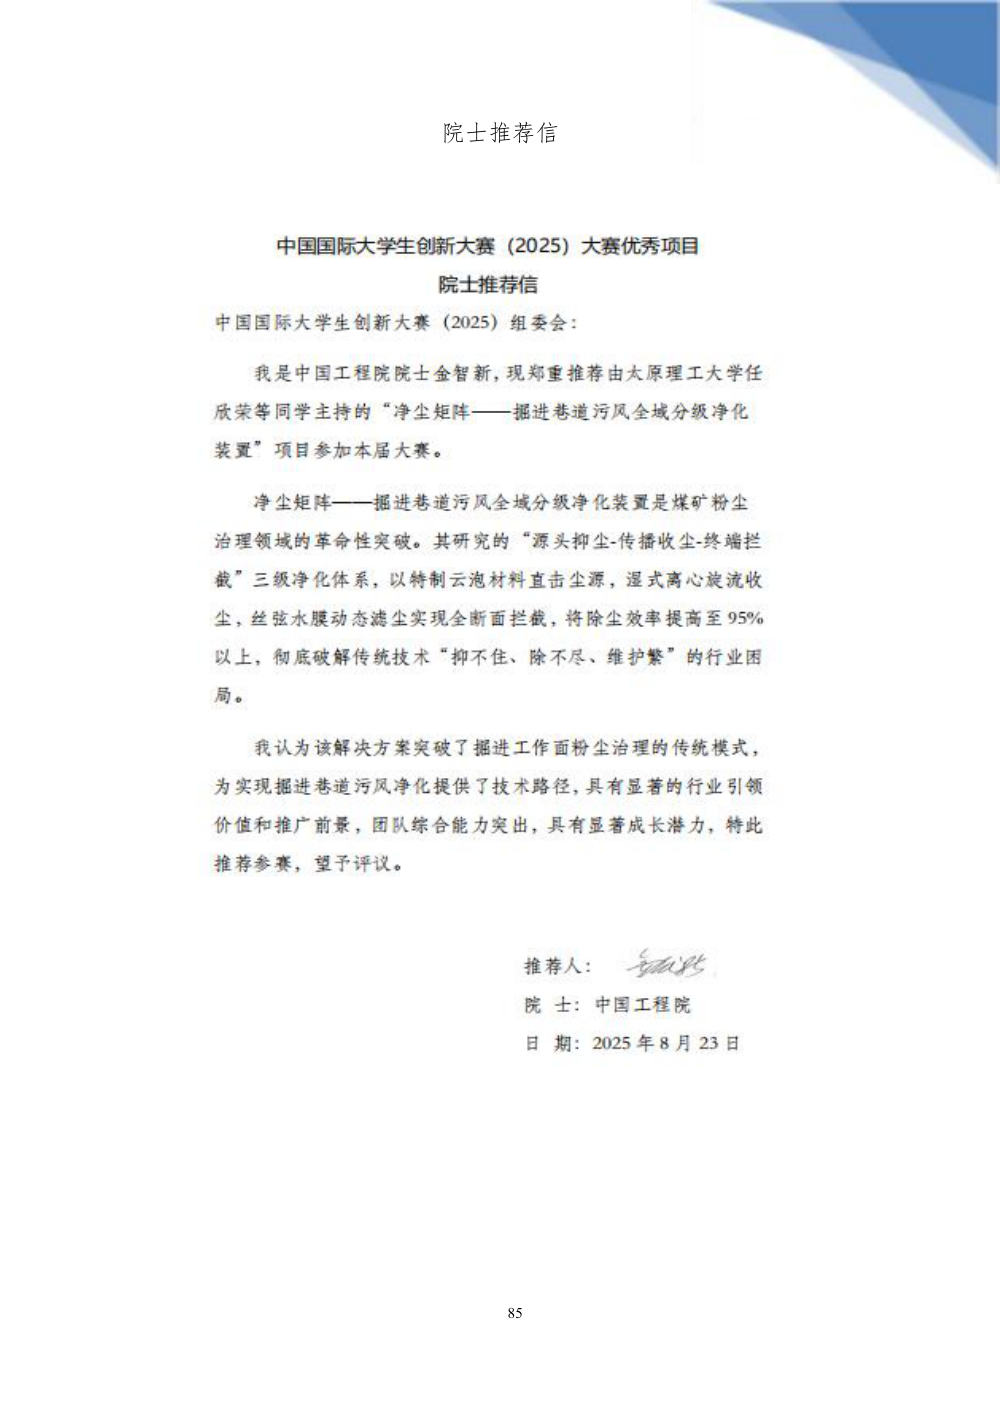 院士推荐信
中国国际大学生创新大赛（2025）大赛优秀项目
院士推荐信
中国国际大学生创新大赛（2025）组委会：
我是中国工程院院士金智新，现郑重推荐由太原理工大学任
欣荣等同学主持的“净尘矩阵——掘进巷道污风全域分级净化
装置”项目参加本届大赛。
净尘矩阵——掘进巷道污风全域分级净化装置是煤矿粉尘
治理领域的革命性突破。其研究的“源头抑尘-传播收尘-终端拦
截”三级净化体系，以特制云泡材料直击尘源，湿式离心旋流收
尘，丝弦水膜动态滤尘实现全断面拦截，将除尘效率提高至 95%
以上，彻底破解传统技术“抑不住、除不尽、维护繁”的行业困
局。
我认为该解决方案突破了掘进工作面粉尘治理的传统模式，
为实现掘进巷道污风净化提供了技术路径，具有显著的行业引领
价值和推广前景，团队综合能力突出，具有显著成长潜力，特此
推荐参赛，望予评议。
推荐人：
院 士：中国工程院
日 期：2025 年 8 月 23 日
85